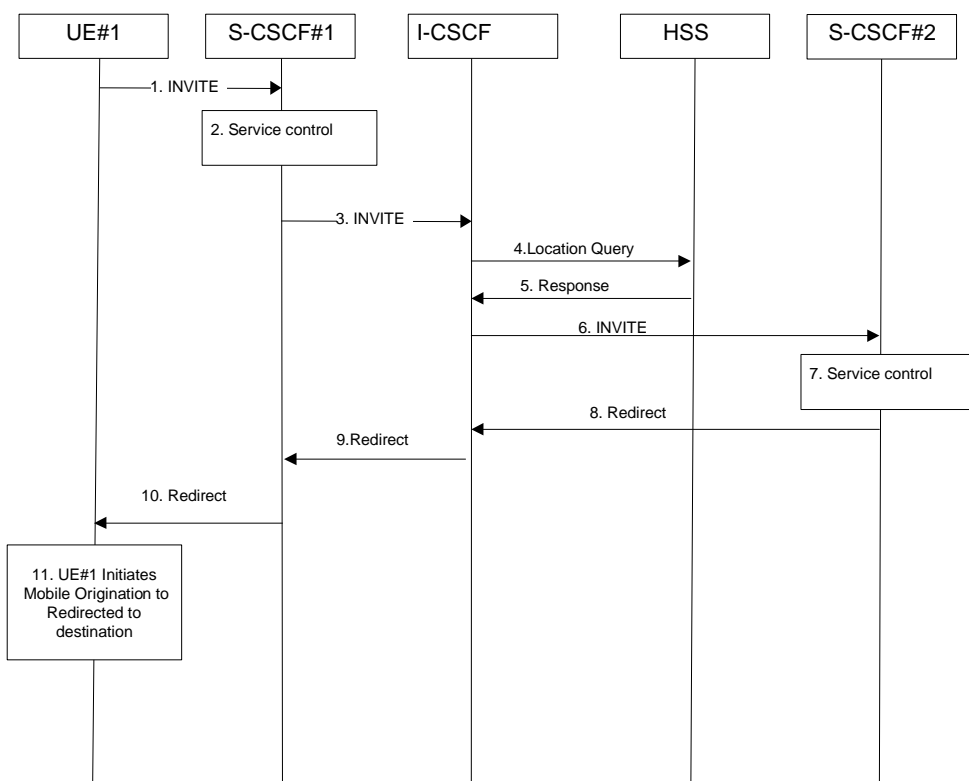 UE#1
S-CSCF#1
I-CSCF
HSS
S-CSCF#2
1. INVITE
2. Service control
3. INVITE
4.Location Query
5. Response
6. INVITE
7. Service control
8. Redirect
9.Redirect
10. Redirect
11. UE#1 Initiates
Mobile Origination to
Redirected to
destination